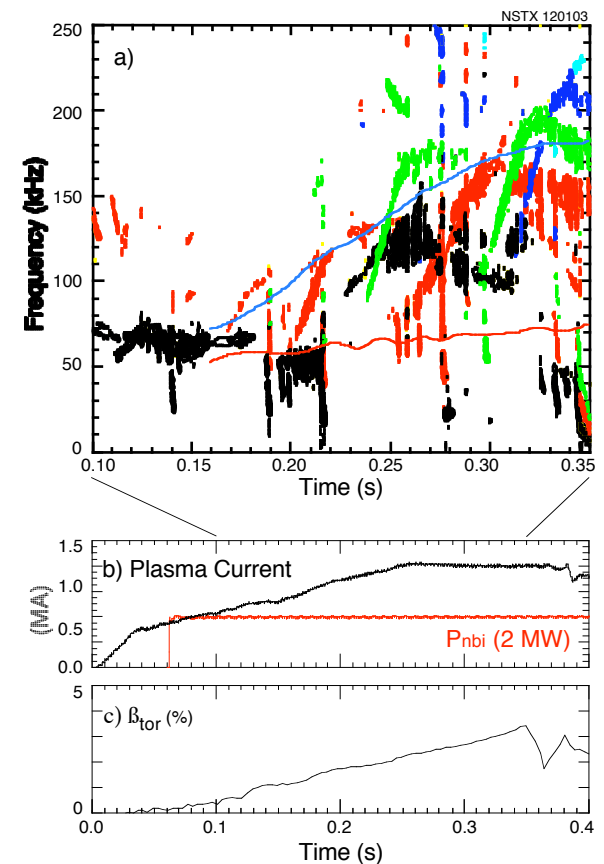 NSTX 120103
a)
250
200
150
100
50
0
Frequency (kHz)
0.10 0.15 0.20 0.25 0.30 0.35
Time (s)
1.5
1.0
0.5
0.0
(MA)
b) Plasma Current
Pnbi (2 MW)
5
0
c) ßtor (%)
0.0 0.1 0.2 0.3 0.4
Time (s)